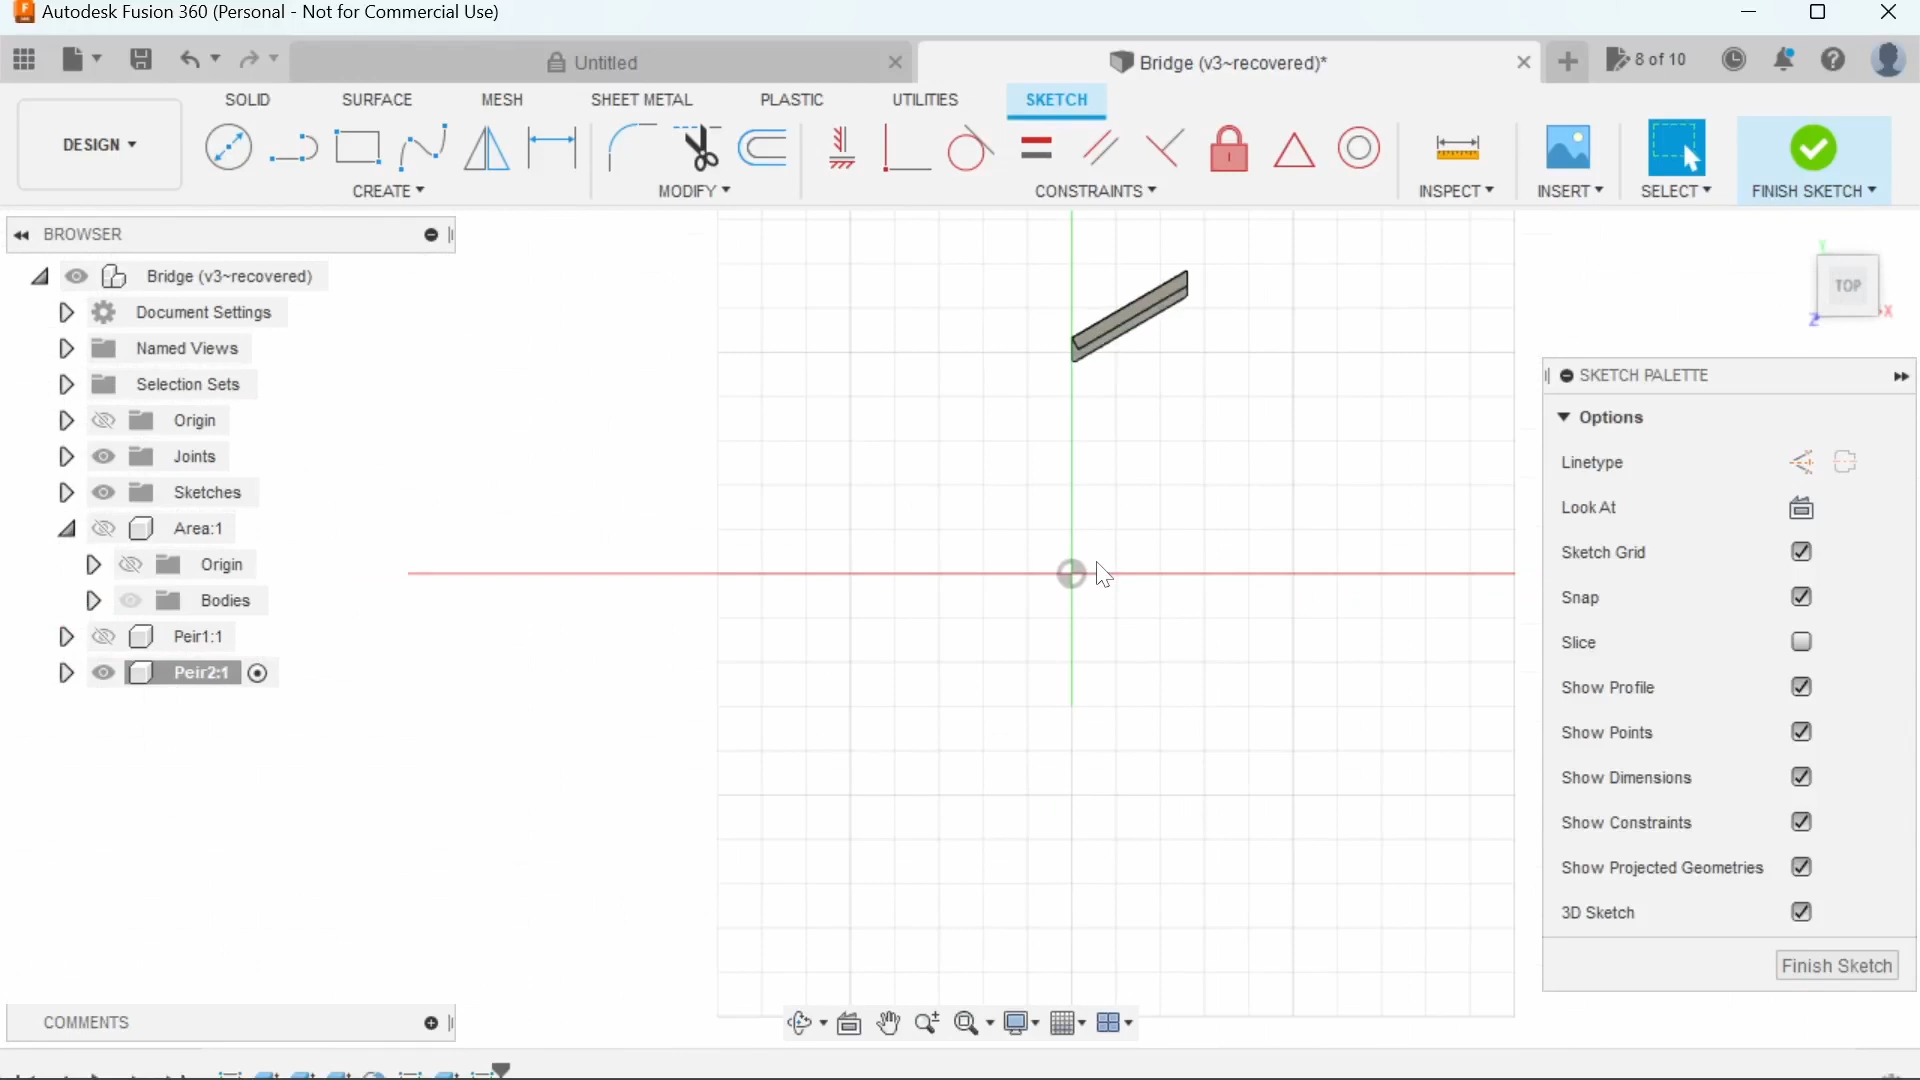 Autodesk Fusion 360 (Personal - Not for Commercial Use)
Untitled
Bridge (v3~recovered)*
8 of 10
SOLID SURFACE MESH SHEET METAL PLASTIC UTILITIES SKETCH
DESIGN
CREATE MODIFY CONSTRAINTS INSPECT INSERT SELECT FINISH SKETCH
BROWSER
Bridge (v3~recovered)
Document Settings
Named Views
Selection Sets
Origin
Joints
Sketches
Area:1
Origin
Bodies
Peir1:1
Peir2:1
Y
TOP
X
Z
SKETCH PALETTE
Options
Linetype
Look At
Sketch Grid
Snap
Slice
Show Profile
Show Points
Show Dimensions
Show Constraints
Show Projected Geometries
3D Sketch
Finish Sketch
COMMENTS